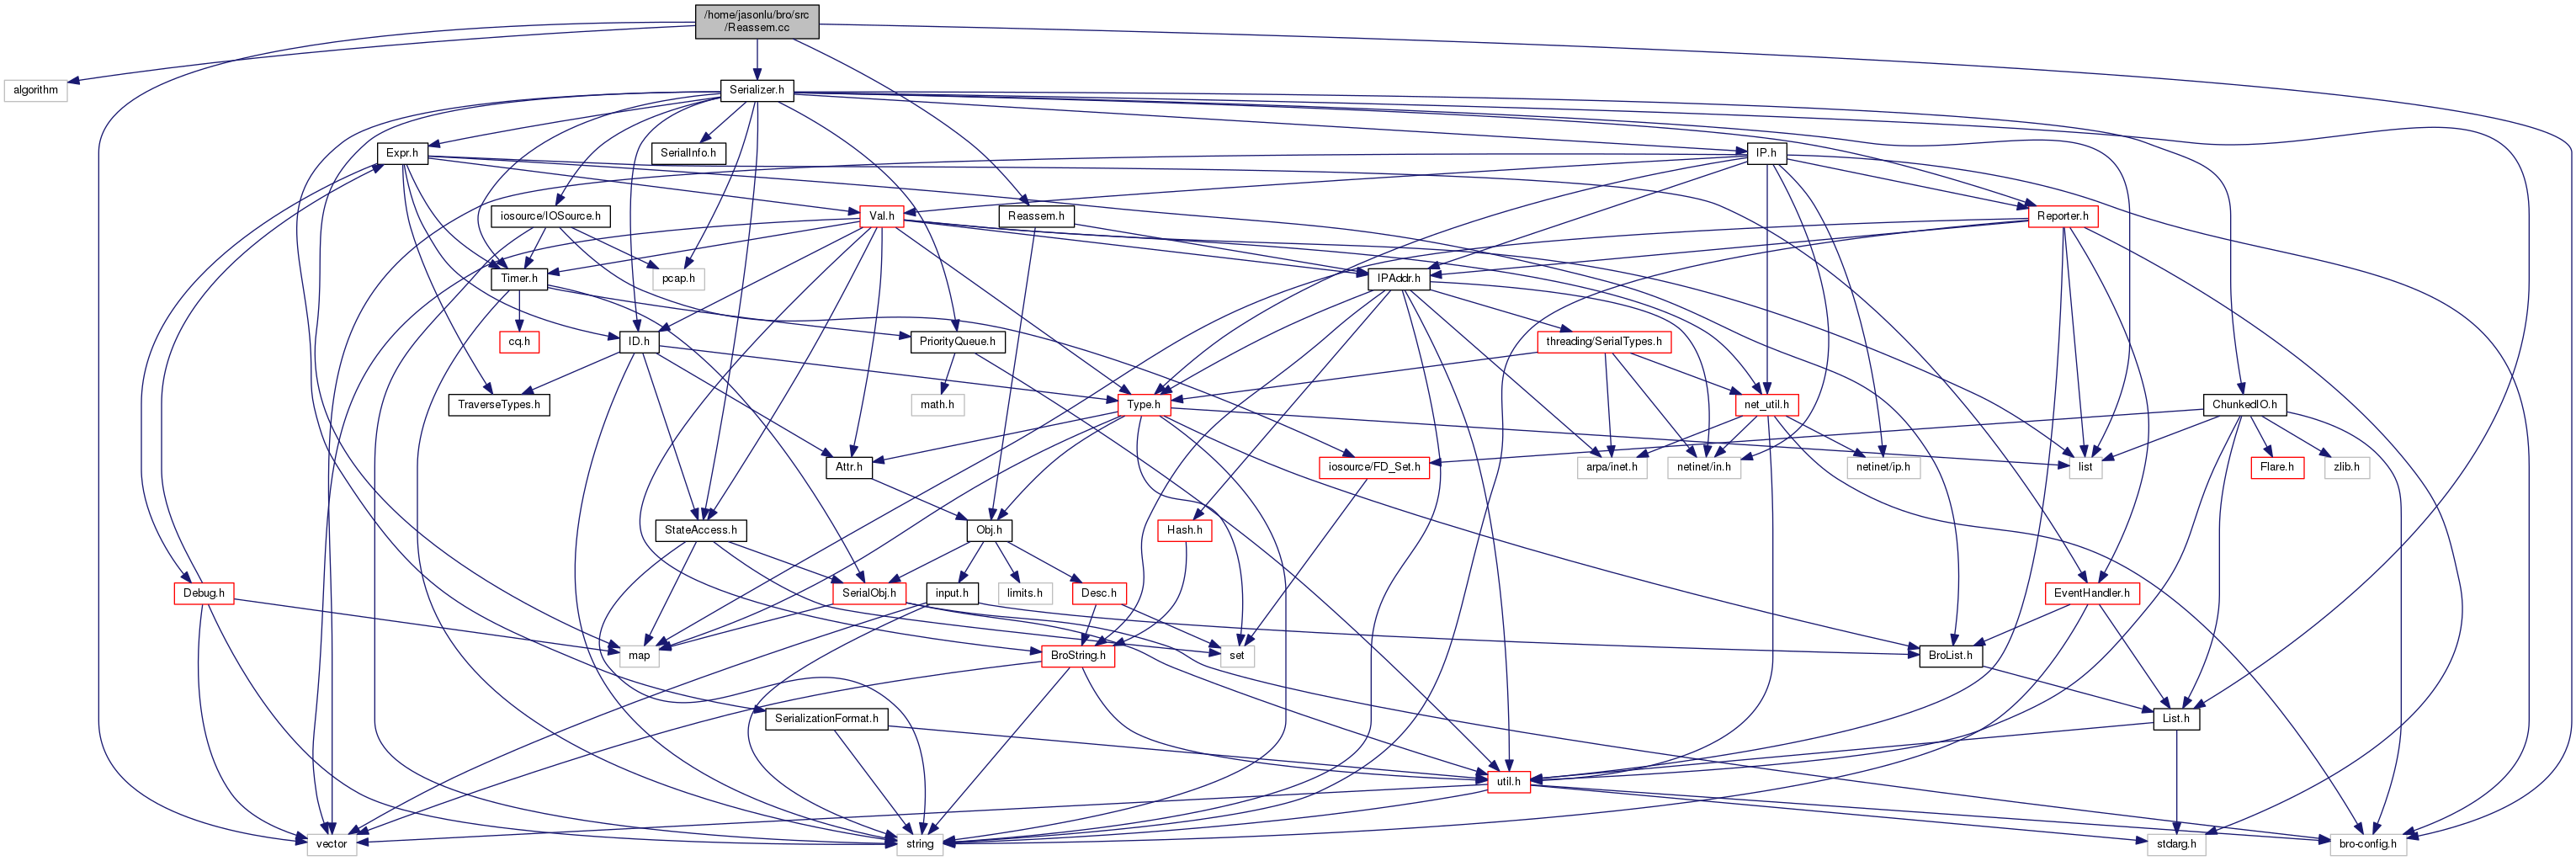 /home/jasonlu/bro/src
/Reassem.cc
algorithm
Serializer.h
Expr.h
SerialInfo.h
IP.h
iosource/IOSource.h
Val.h
Reassem.h
Reporter.h
Timer.h
pcap.h
IPAddr.h
cq.h
ID.h
PriorityQueue.h
threading/SerialTypes.h
TraverseTypes.h
math.h
Type.h
net_util.h
ChunkedIO.h
Attr.h
iosource/FD_Set.h
arpa/inet.h
netinet/in.h
netinet/ip.h
list
Flare.h
zlib.h
StateAccess.h
Obj.h
Hash.h
Debug.h
SerialObj.h
input.h
limits.h
Desc.h
EventHandler.h
map
BroString.h
set
BroList.h
SerializationFormat.h
List.h
util.h
vector
string
stdarg.h
bro-config.h